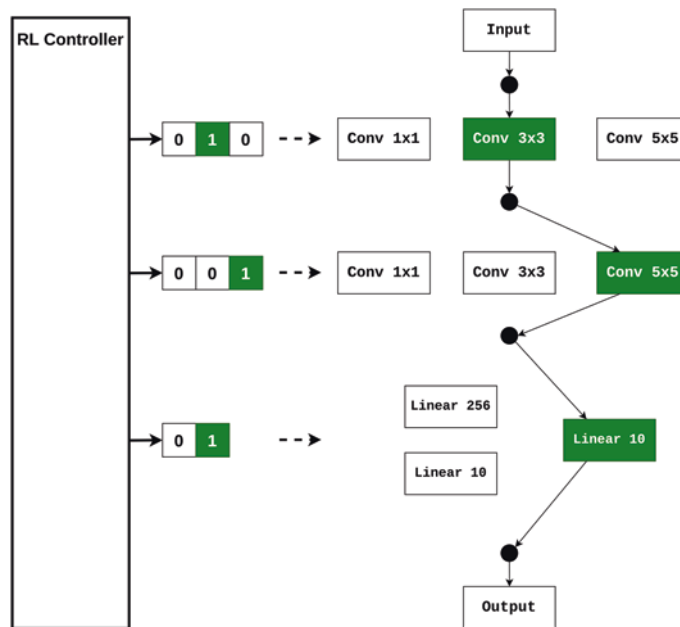 RL Controller
Input
0 1 0
Conv 1x1 Conv 3x3 Conv 5x5
0 0 1
Conv 1x1 Conv 3x3 Conv 5x5
Linear 256
0 1
Linear 10
Linear 10
Output